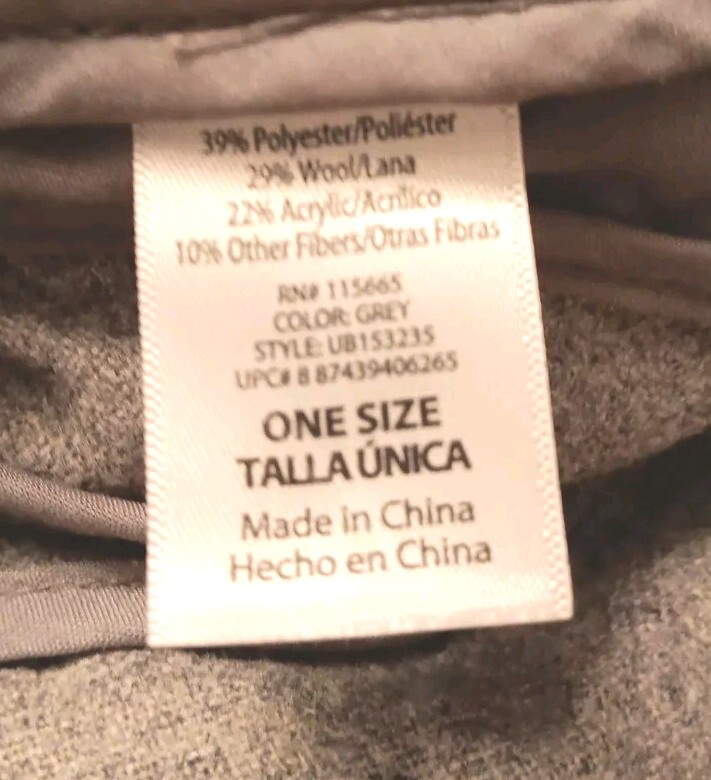 39% Polyester/Poliéster
29% Wool/Lana
22% Acrylic/Acrílico
10% Other Fibers/Otras Fibras
RN# 115665
COLOR: GREY
STYLE: UB153235
UPC# 8 87439406265
ONE SIZE
TALLA ÚNICA
Made in China
Hecho en China